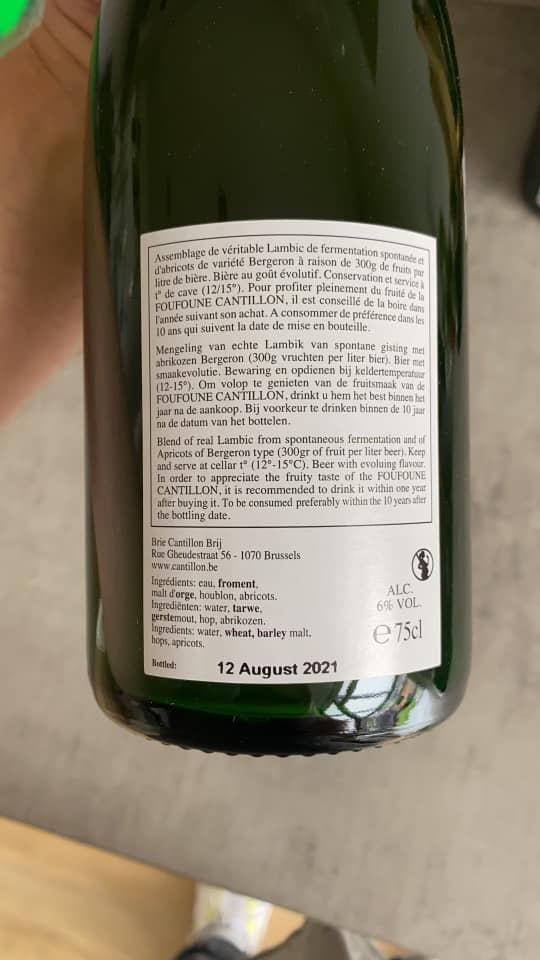 Assemblage de véritable Lambic de fermentation spontanée et
d'abricots de variété Bergeron à raison de 300g de fruits par
litre de bière. Bière au goût évolutif. Conservation et service à
t° de cave (12/15°). Pour profiter pleinement du fruité de la
FOUFOUNE CANTILLON, il est conseillé de la boire dans
l'année suivant son achat. A consommer de préférence dans les
10 ans qui suivent la date de mise en bouteille.
Mengeling van echte Lambik van spontane gisting met
abrikozen Bergeron (300g vruchten per liter bier). Bier met
smaakevolutie. Bewaring en opdienen bij keldertemperatuur
(12-15°). Om volop te genieten van de fruitsmaak van de
FOUFOUNE CANTILLON, drinkt u hem het best binnen het
jaar na de aankoop. Bij voorkeur te drinken binnen de 10 jaar
na de datum van het bottelen.
Blend of real Lambic from spontaneous fermentation and of
Apricots of Bergeron type (300gr of fruit per liter beer). Keep
and serve at cellar t° (12°-15°C). Beer with evoluing flavour.
In order to appreciate the fruity taste of the FOUFOUNE
CANTILLON, it is recommended to drink it within one year
after buying it. To be consumed preferably within the 10 years after
the bottling date.
Brie Cantillon Brij
Rue Gheudestraat 56 - 1070 Brussels
www.cantillon.be
Ingrédients: eau, froment,
malt d'orge, houblon, abricots.
Ingrediënten: water, tarwe,
gerstemout, hop, abrikozen.
Ingredients: water, wheat, barley malt,
hops, apricots.
ALC.
6% VOL.
e 75cl
Bottled: 12 August 2021